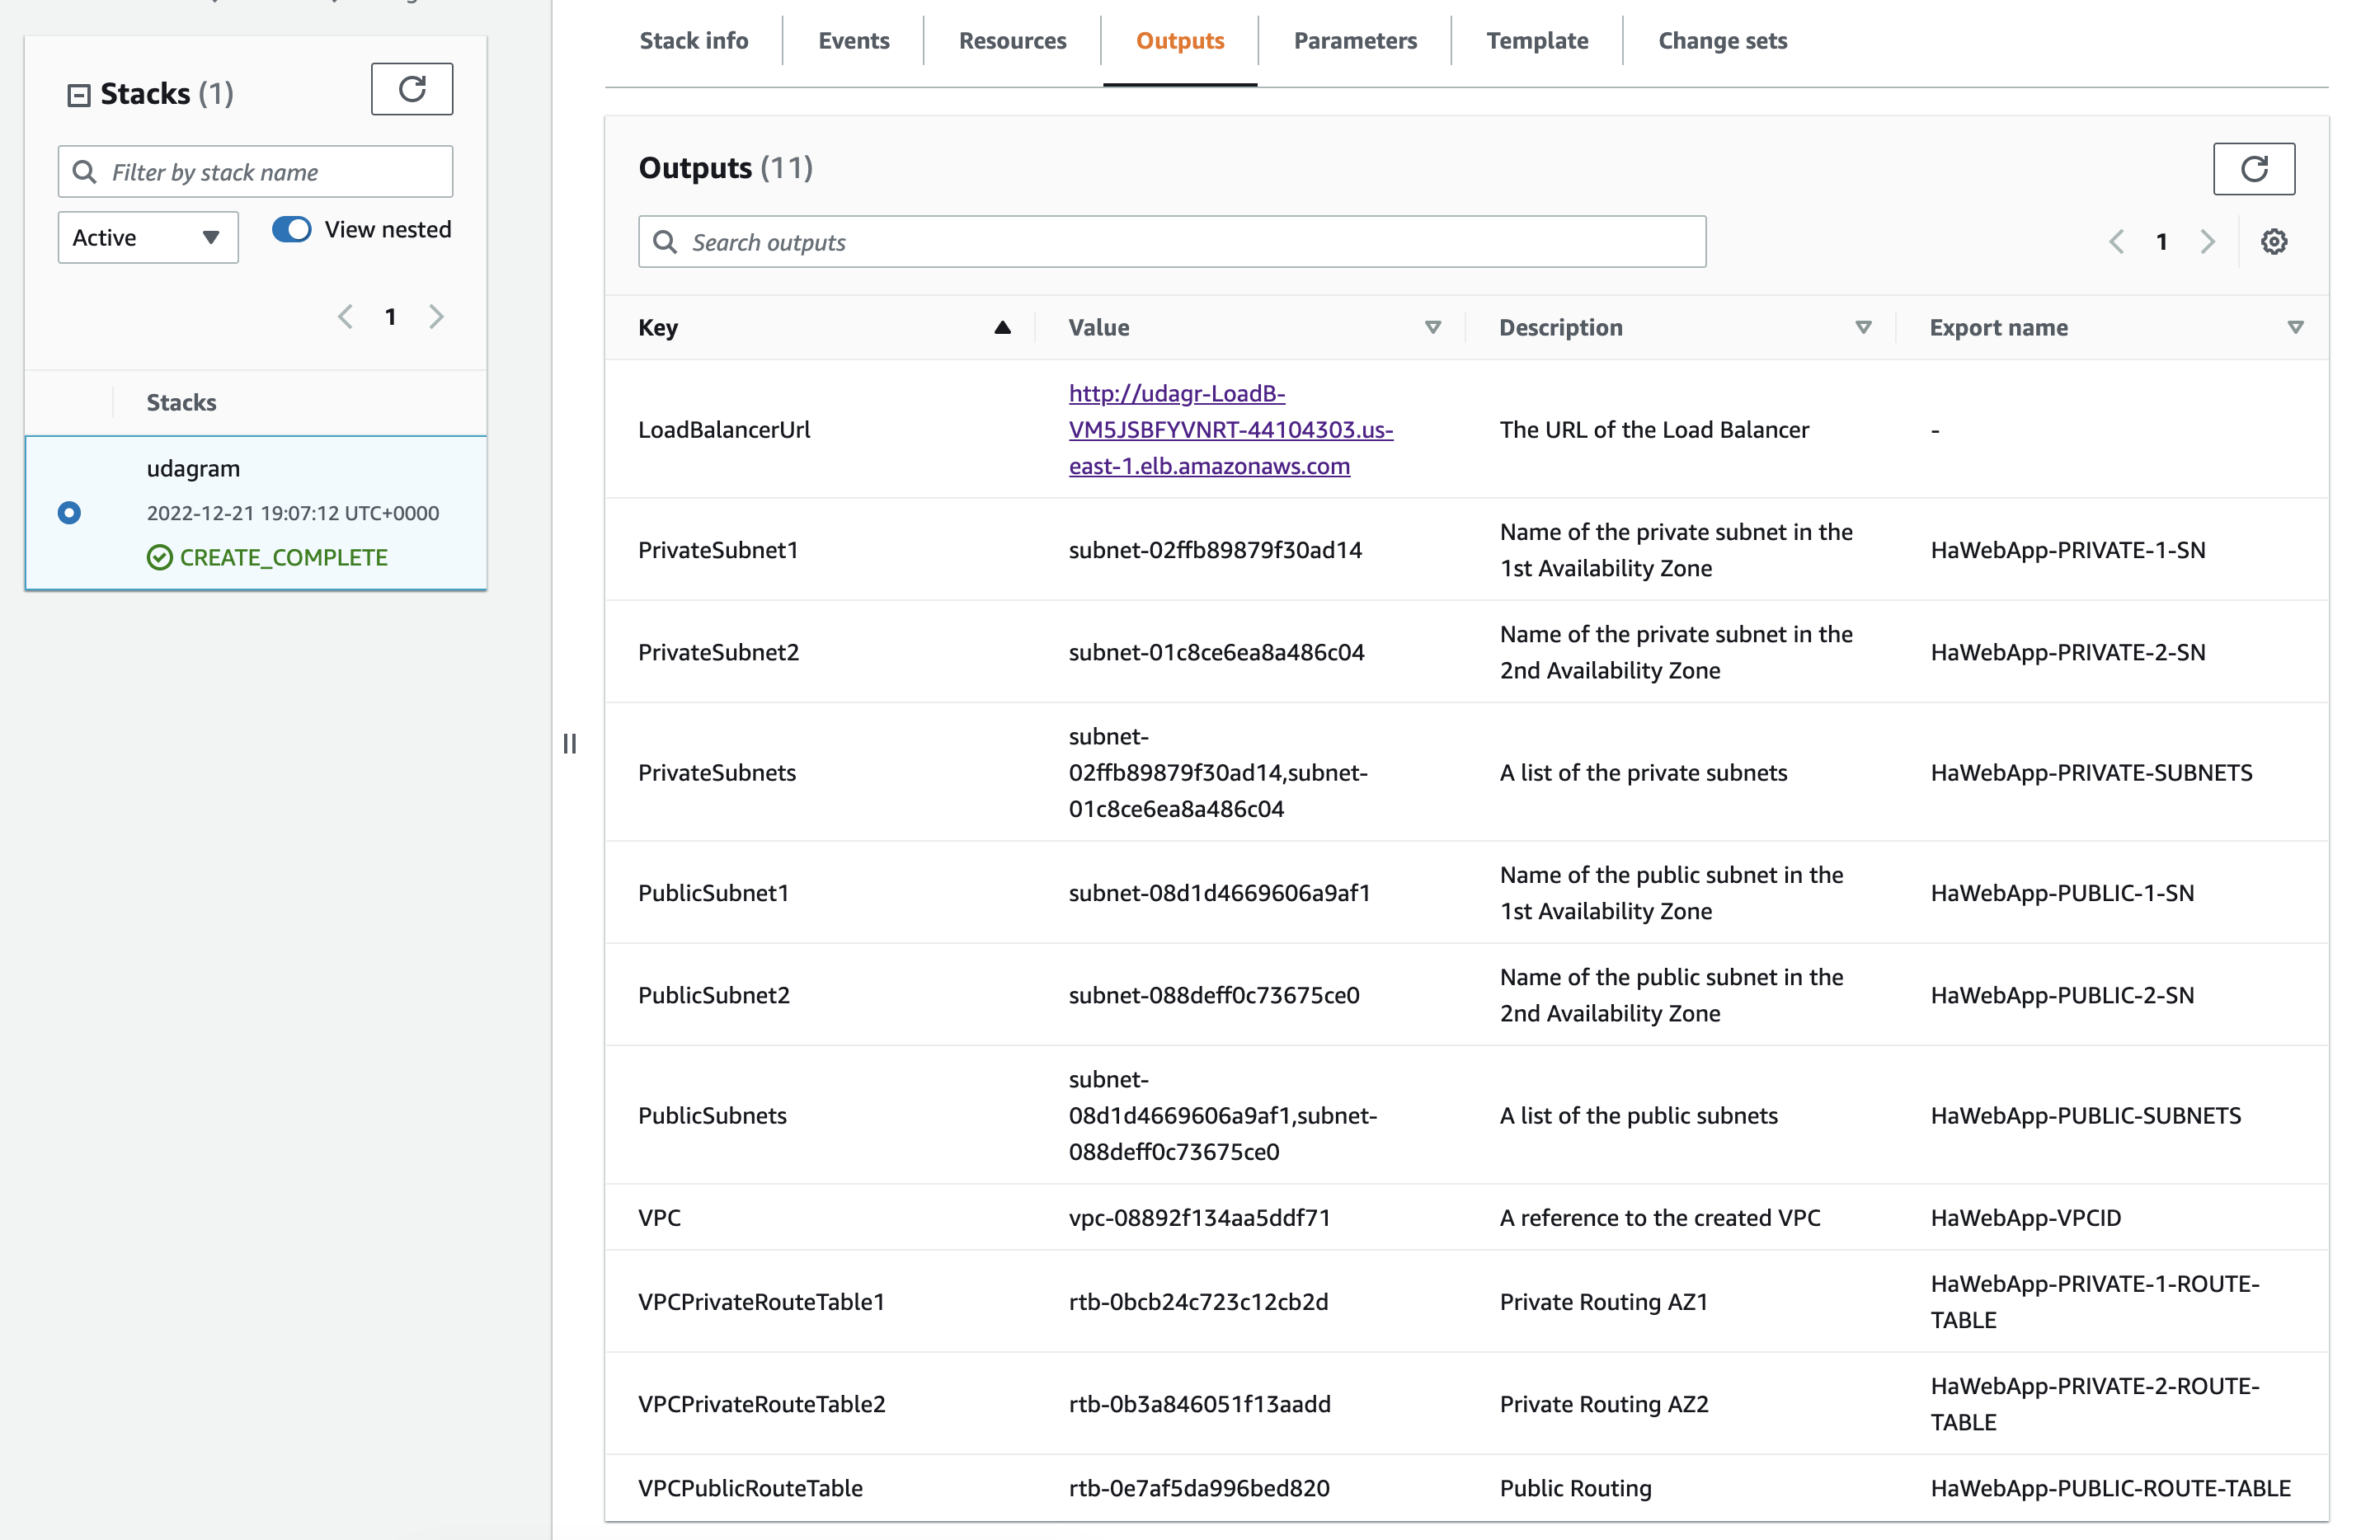 Stacks (1)
Filter by stack name
Active
View nested
1
Stacks
udagram
2022-12-21 19:07:12 UTC+0000
CREATE_COMPLETE
Stack info
Events
Resources
Outputs
Parameters
Template
Change sets
Outputs (11)
Search outputs
1
Key
Value
Description
Export name
LoadBalancerUrl
http://udagr-LoadB-
VM5JSBFYVNRT-44104303.us-
east-1.elb.amazonaws.com
The URL of the Load Balancer
-
PrivateSubnet1
subnet-02ffb89879f30ad14
Name of the private subnet in the
1st Availability Zone
HaWebApp-PRIVATE-1-SN
PrivateSubnet2
subnet-01c8ce6ea8a486c04
Name of the private subnet in the
2nd Availability Zone
HaWebApp-PRIVATE-2-SN
PrivateSubnets
subnet-
02ffb89879f30ad14,subnet-
01c8ce6ea8a486c04
A list of the private subnets
HaWebApp-PRIVATE-SUBNETS
PublicSubnet1
subnet-08d1d4669606a9af1
Name of the public subnet in the
1st Availability Zone
HaWebApp-PUBLIC-1-SN
PublicSubnet2
subnet-088deff0c73675ce0
Name of the public subnet in the
2nd Availability Zone
HaWebApp-PUBLIC-2-SN
PublicSubnets
subnet-
08d1d4669606a9af1,subnet-
088deff0c73675ce0
A list of the public subnets
HaWebApp-PUBLIC-SUBNETS
VPC
vpc-08892f134aa5ddf71
A reference to the created VPC
HaWebApp-VPCID
VPCPrivateRouteTable1
rtb-0bcb24c723c12cb2d
Private Routing AZ1
HaWebApp-PRIVATE-1-ROUTE-
TABLE
VPCPrivateRouteTable2
rtb-0b3a846051f13aadd
Private Routing AZ2
HaWebApp-PRIVATE-2-ROUTE-
TABLE
VPCPublicRouteTable
rtb-0e7af5da996bed820
Public Routing
HaWebApp-PUBLIC-ROUTE-TABLE